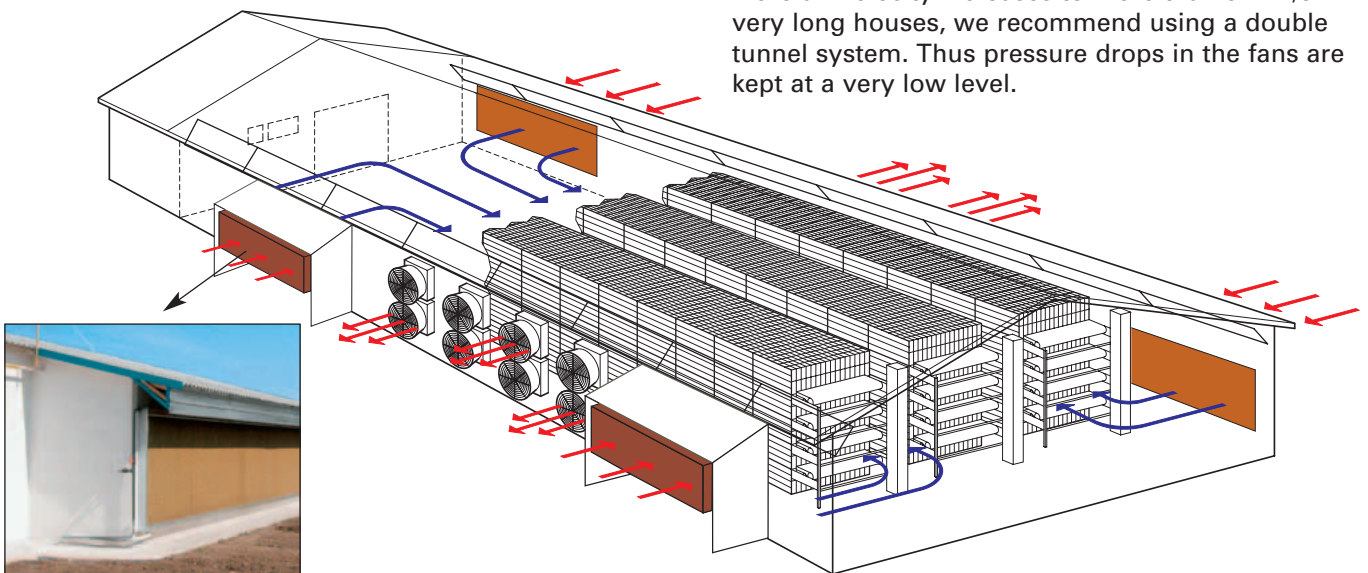 very long houses, we recommend using a double
tunnel system. Thus pressure drops in the fans are
kept at a very low level.